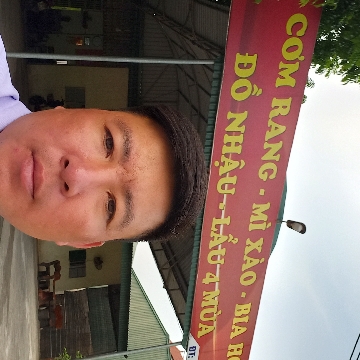 CƠM RANG - MÌ XÀO - BIA H
ĐỒ NHẬU - LẨU 4 MÙA